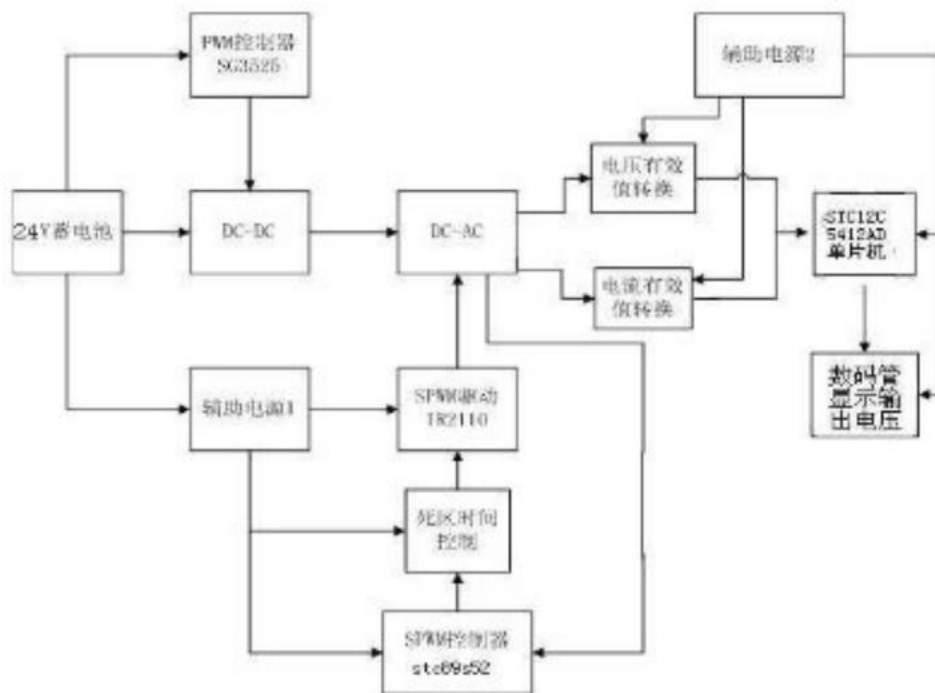 PWM控制器
SG3525
辅助电源2
电压有效
值转换
24V蓄电池
DC-DC
DC-AC
STC12C
5412AD
单片机
电流有效
值转换
辅助电源1
SPWM驱动
IR2110
数码管
显示输
出电压
死区时间
控制
SPWM控制器
stc89s52